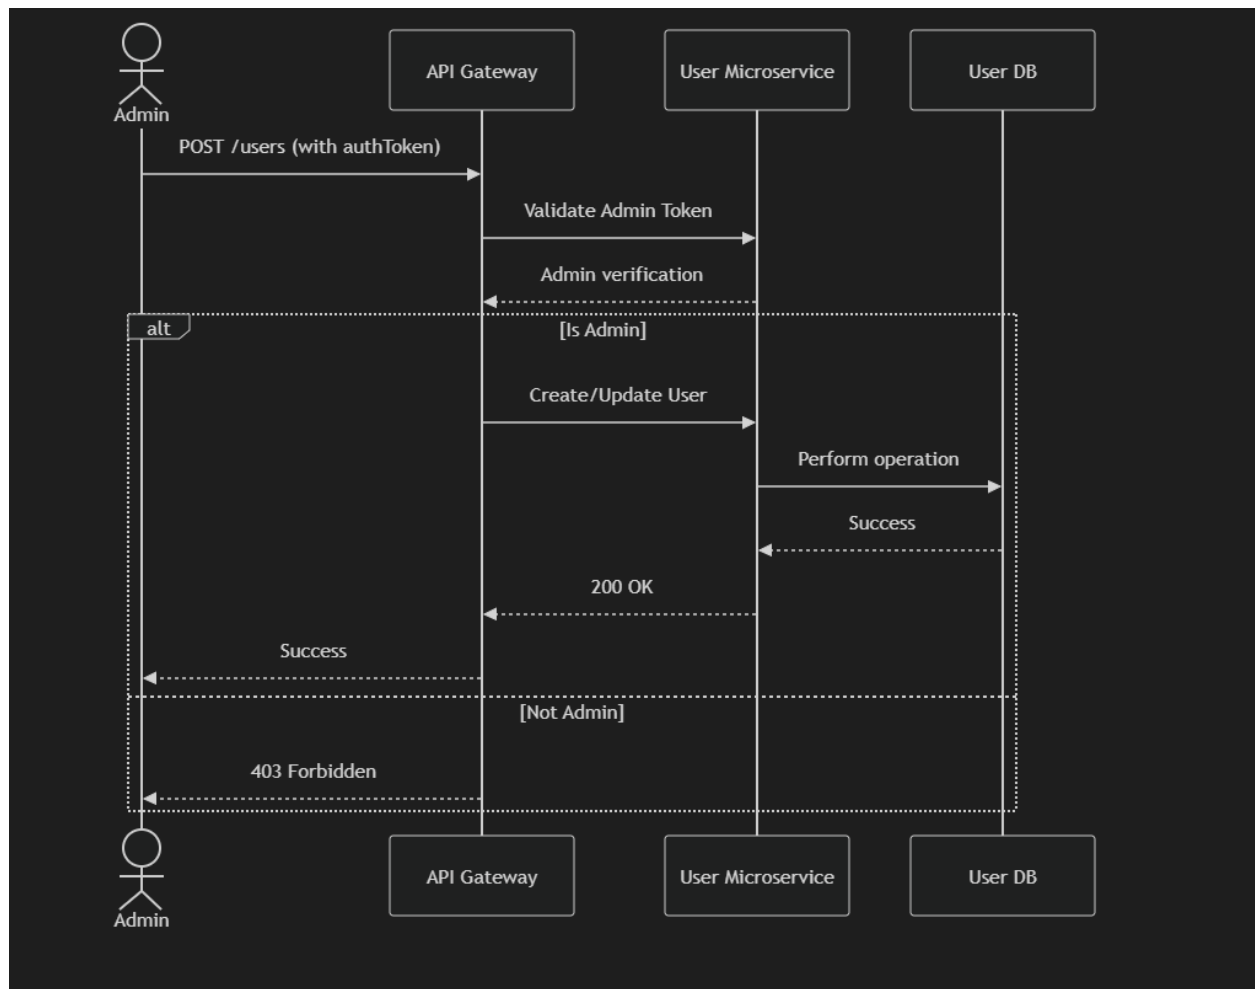 API Gateway
User Microservice
User DB
Admin
POST /users (with authToken)
Validate Admin Token
Admin verification
alt
[Is Admin]
Create/Update User
Perform operation
Success
200 OK
Success
[Not Admin]
403 Forbidden
API Gateway
User Microservice
User DB
Admin